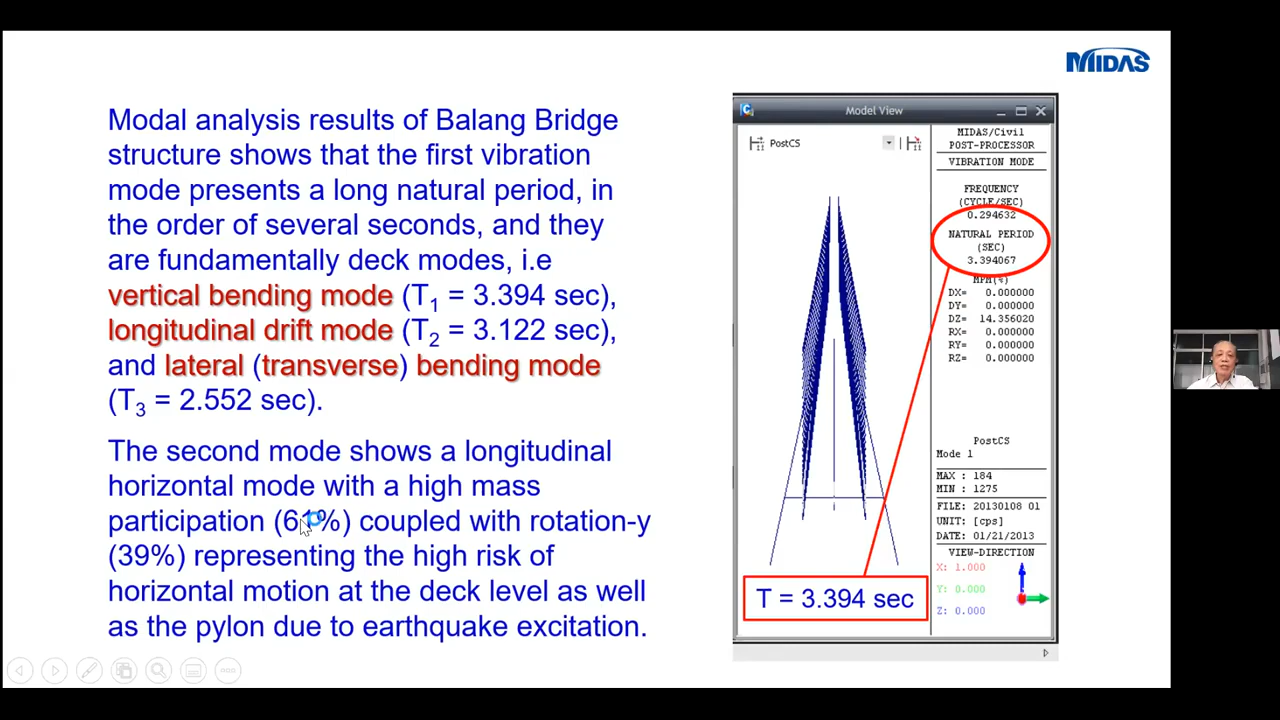 MIDAS
Modal analysis results of Balang Bridge
structure shows that the first vibration
mode presents a long natural period, in
the order of several seconds, and they
are fundamentally deck modes, i.e
vertical bending mode (T1 = 3.394 sec),
longitudinal drift mode (T2 = 3.122 sec),
and lateral (transverse) bending mode
(T3 = 2.552 sec).
The second mode shows a longitudinal
horizontal mode with a high mass
participation (61%) coupled with rotation-y
(39%) representing the high risk of
horizontal motion at the deck level as well
as the pylon due to earthquake excitation.
Model View
PostCS
MIDAS/Civil
POST-PROCESSOR
VIBRATION MODE
FREQUENCY
(CYCLE/SEC)
0.294632
NATURAL PERIOD
(SEC)
3.394067
MPM(%)
DX= 0.000000
DY= 0.000000
DZ= 14.356020
RX= 0.000000
RY= 0.000000
RZ= 0.000000
PostCS
Mode 1
MAX : 184
MIN : 1275
FILE: 20130108 01
UNIT: [cps]
DATE: 01/21/2013
VIEW-DIRECTION
X: 1.000
Y: 0.000
Z: 0.000
T = 3.394 sec